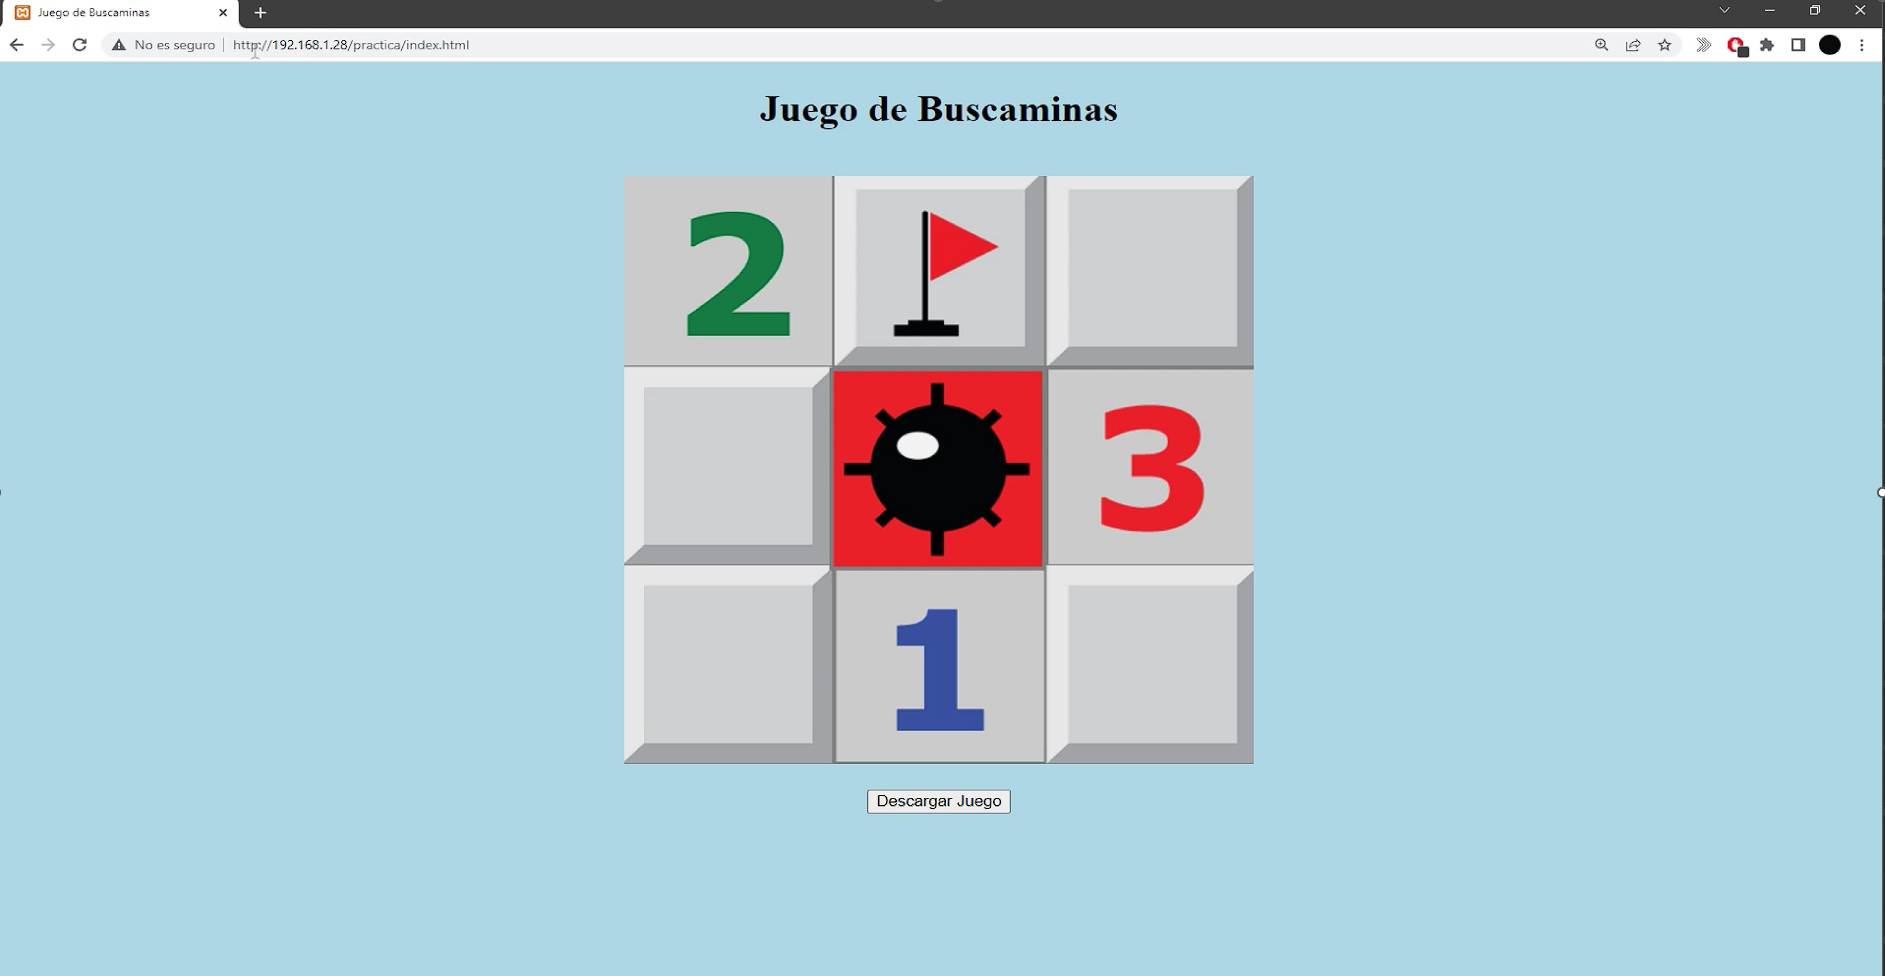 Juego de Buscaminas
No es seguro http://192.168.1.28/practica/index.html
Juego de Buscaminas
2
3
1
Descargar Juego